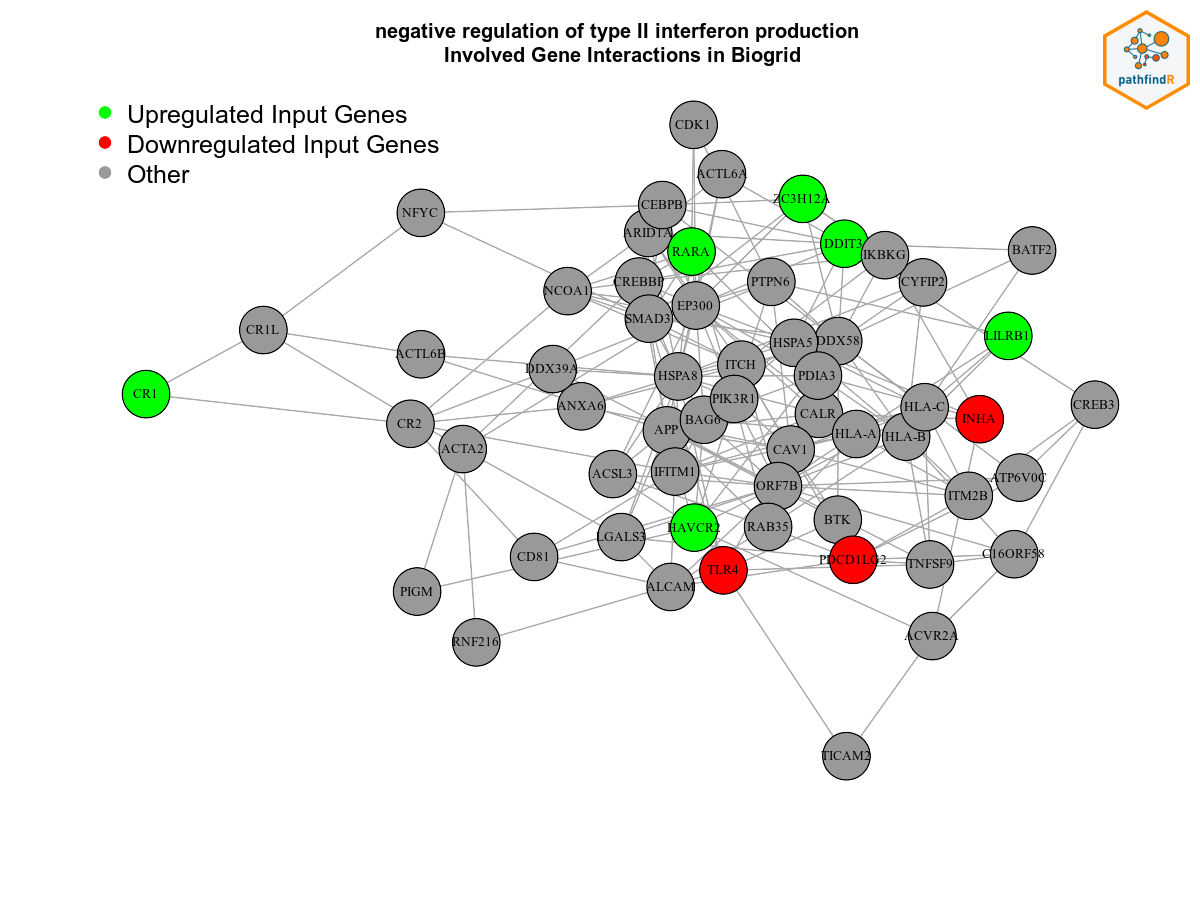 negative regulation of type II interferon production
Involved Gene Interactions in Biogrid
pathfindR
Upregulated Input Genes
Downregulated Input Genes
Other
CDK1
ACTL6A
ZC3H12A
CEBPB
NFYC
ARID1A
DDIT3
RARA
IKBKG
BATF2
CREBBP
PTPN6
CYFIP2
NCOA1
EP300
SMAD3
CR1L
LILRB1
HSPA5
DDX58
ACTL6B
DDX39A
ITCH
HSPA8
PDIA3
CR1
PIK3R1
ANXA6
CREB3
HLA-C
CALR
INHA
BAG6
CR2
APP
HLA-A
HLA-B
ACTA2
CAV1
IFITM1
ACSL3
ATP6V0C
ORF7B
ITM2B
BTK
RAB35
HAVCR2
LGALS3
C16ORF58
CD81
PDCD1LG2
TNFSF9
TLR4
ALCAM
PIGM
ACVR2A
RNF216
TICAM2